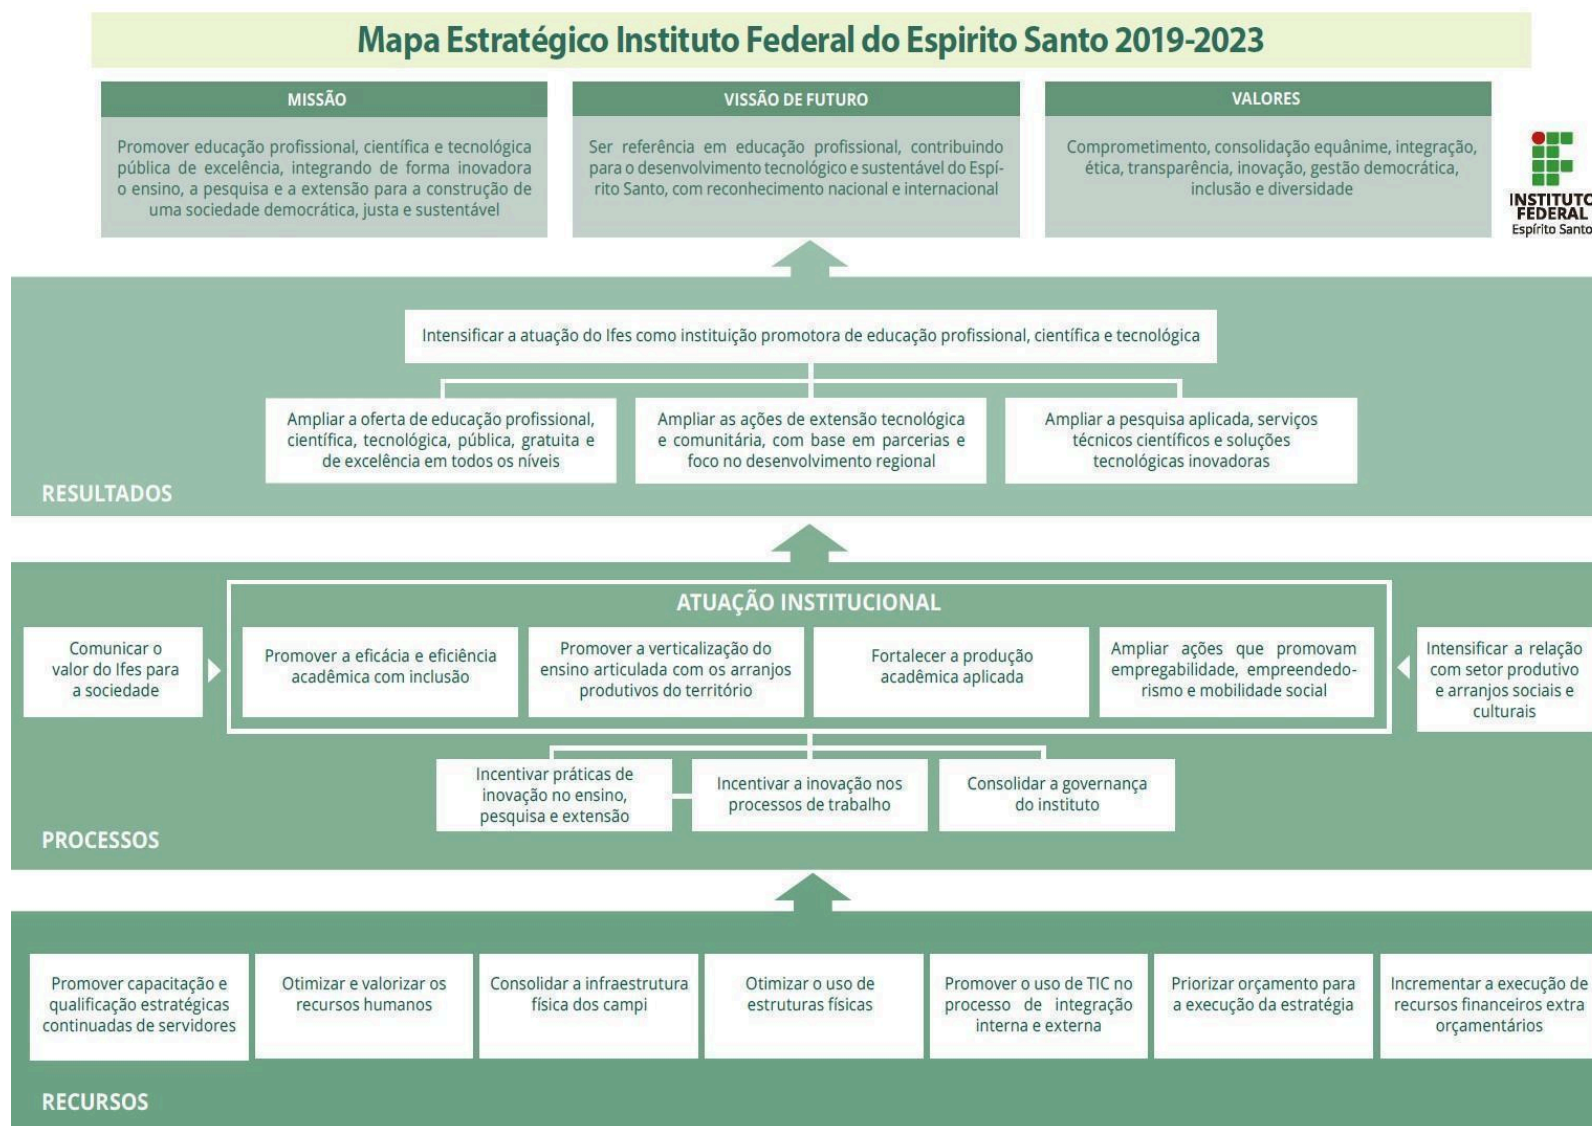 Mapa Estratégico Instituto Federal do Espirito Santo 2019-2023
MISSÃO
Promover educação profissional, científica e tecnológica
pública de excelência, integrando de forma inovadora
o ensino, a pesquisa e a extensão para a construção de
uma sociedade democrática, justa e sustentável
VISSÃO DE FUTURO
Ser referência em educação profissional, contribuindo
para o desenvolvimento tecnológico e sustentável do Espí-
rito Santo, com reconhecimento nacional e internacional
VALORES
Comprometimento, consolidação equânime, integração,
ética, transparência, inovação, gestão democrática,
inclusão e diversidade
INSTITUTO
FEDERAL
Espírito Santo
Intensificar a atuação do Ifes como instituição promotora de educação profissional, científica e tecnológica
Ampliar a oferta de educação profissional,
científica, tecnológica, pública, gratuita e
de excelência em todos os níveis
Ampliar as ações de extensão tecnológica
e comunitária, com base em parcerias e
foco no desenvolvimento regional
Ampliar a pesquisa aplicada, serviços
técnicos científicos e soluções
tecnológicas inovadoras
RESULTADOS
ATUAÇÃO INSTITUCIONAL
Comunicar o
valor do Ifes para
a sociedade
Promover a eficácia e eficiência
acadêmica com inclusão
Promover a verticalização do
ensino articulada com os arranjos
produtivos do território
Fortalecer a produção
acadêmica aplicada
Ampliar ações que promovam
empregabilidade, empreendedo-
rismo e mobilidade social
Intensificar a relação
com setor produtivo
e arranjos sociais e
culturais
Incentivar práticas de
inovação no ensino,
pesquisa e extensão
Incentivar a inovação nos
processos de trabalho
Consolidar a governança
do instituto
PROCESSOS
Promover capacitação e
qualificação estratégicas
continuadas de servidores
Otimizar e valorizar os
recursos humanos
Consolidar a infraestrutura
física dos campi
Otimizar o uso de
estruturas físicas
Promover o uso de TIC no
processo de integração
interna e externa
Priorizar orçamento para
a execução da estratégia
Incrementar a execução de
recursos financeiros extra
orçamentários
RECURSOS